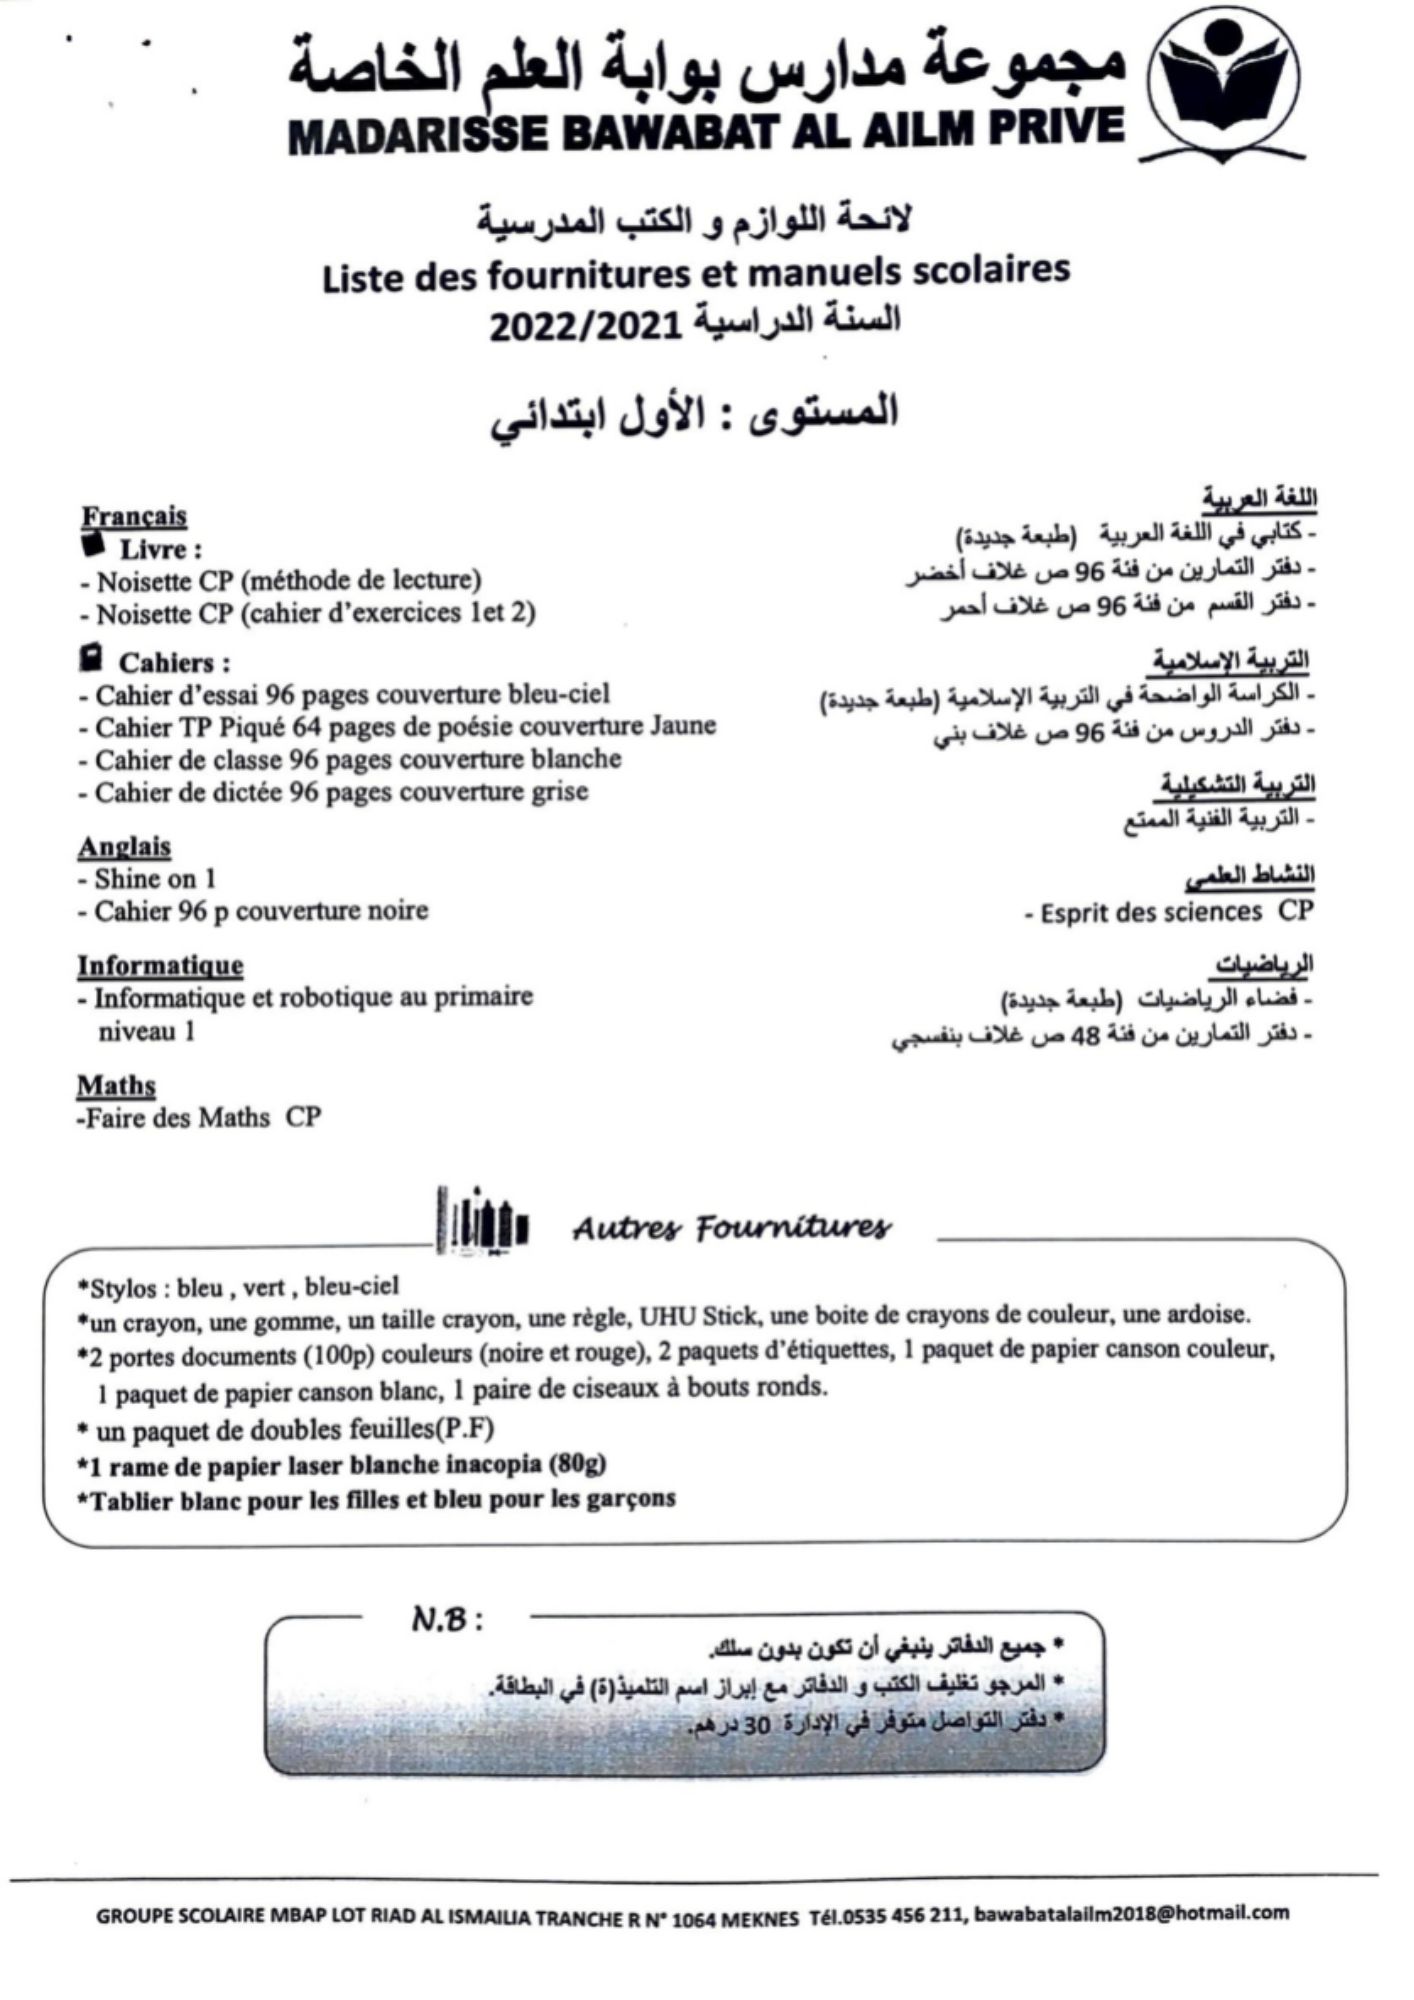 مجموعة مدارس بوابة العلم الخاصة
MADARISSE BAWABAT AL AILM PRIVE
لائحة اللوازم و الكتب المدرسية
Liste des fournitures et manuels scolaires
السنة الدراسية 2022/2021
المستوى : الأول ابتدائي
Français
Livre :
- Noisette CP (méthode de lecture)
- Noisette CP (cahier d’exercices 1et 2)
Cahiers :
- Cahier d’essai 96 pages couverture bleu-ciel
- Cahier TP Piqué 64 pages de poésie couverture Jaune
- Cahier de classe 96 pages couverture blanche
- Cahier de dictée 96 pages couverture grise
Anglais
- Shine on 1
- Cahier 96 p couverture noire
Informatique
- Informatique et robotique au primaire
niveau 1
Maths
-Faire des Maths CP
اللغة العربية
- كتابي في اللغة العربية (طبعة جديدة)
- دفتر التمارين من فئة 96 ص غلاف أخضر
- دفتر القسم من فئة 96 ص غلاف أحمر
التربية الإسلامية
- الكراسة الواضحة في التربية الإسلامية (طبعة جديدة)
- دفتر الدروس من فئة 96 ص غلاف بني
التربية التشكيلية
- التربية الفنية الممتع
النشاط العلمي
- Esprit des sciences CP
الرياضيات
- فضاء الرياضيات (طبعة جديدة)
- دفتر التمارين من فئة 48 ص غلاف بنفسجي
Autres Fournitures
*Stylos : bleu , vert , bleu-ciel
*un crayon, une gomme, un taille crayon, une règle, UHU Stick, une boite de crayons de couleur, une ardoise.
*2 portes documents (100p) couleurs (noire et rouge), 2 paquets d’étiquettes, 1 paquet de papier canson couleur,
1 paquet de papier canson blanc, 1 paire de ciseaux à bouts ronds.
* un paquet de doubles feuilles(P.F)
*1 rame de papier laser blanche inacopia (80g)
*Tablier blanc pour les filles et bleu pour les garçons
N.B :
* جميع الدفاتر ينبغي أن تكون بدون سلك.
* المرجو تغليف الكتب و الدفاتر مع إبراز اسم التلميذ(ة) في البطاقة.
* دفتر التواصل متوفر في الإدارة 30 درهم.
GROUPE SCOLAIRE MBAP LOT RIAD AL ISMAILIA TRANCHE R N° 1064 MEKNES Tél.0535 456 211, bawabatalailm2018@hotmail.com